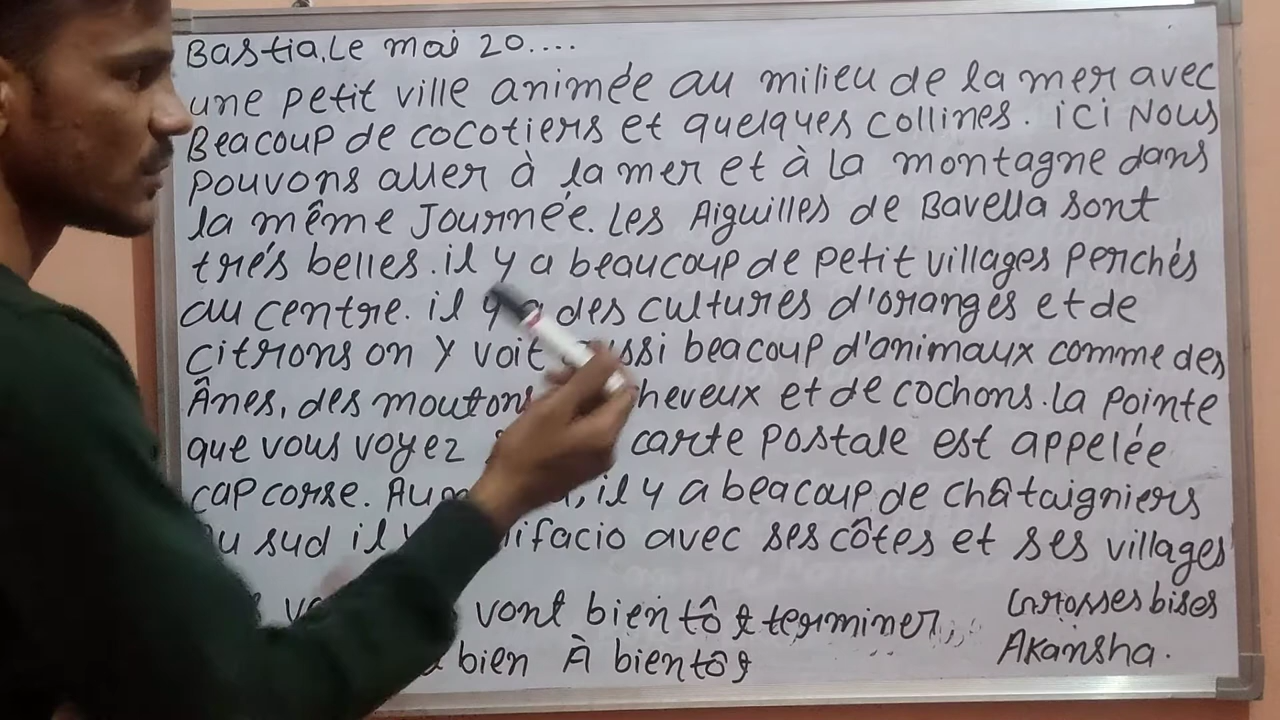 Bastia, Le mai 20....
une petit ville animée au milieu de la mer avec
Beacoup de cocotiers et quelques collines. ici Nous
pouvons aller à la mer et à la montagne dans
la même Journée. Les Aiguilles de Bavella sont
trés belles. il y a beaucoup de petit villages perchés
au centre. il y a des cultures d'oranges et de
citrons on y voit aussi beacoup d'animaux comme des
Ânes, des moutons heveux et de cochons. La pointe
que vous voyez carte postale est appelée
cap corse. Au il y a beacoup de châtaigniers
Au sud il y ifacio avec ses côtes et ses villages
vont bientôt terminer,
Grosses bises
bien À bientôt
Akansha.